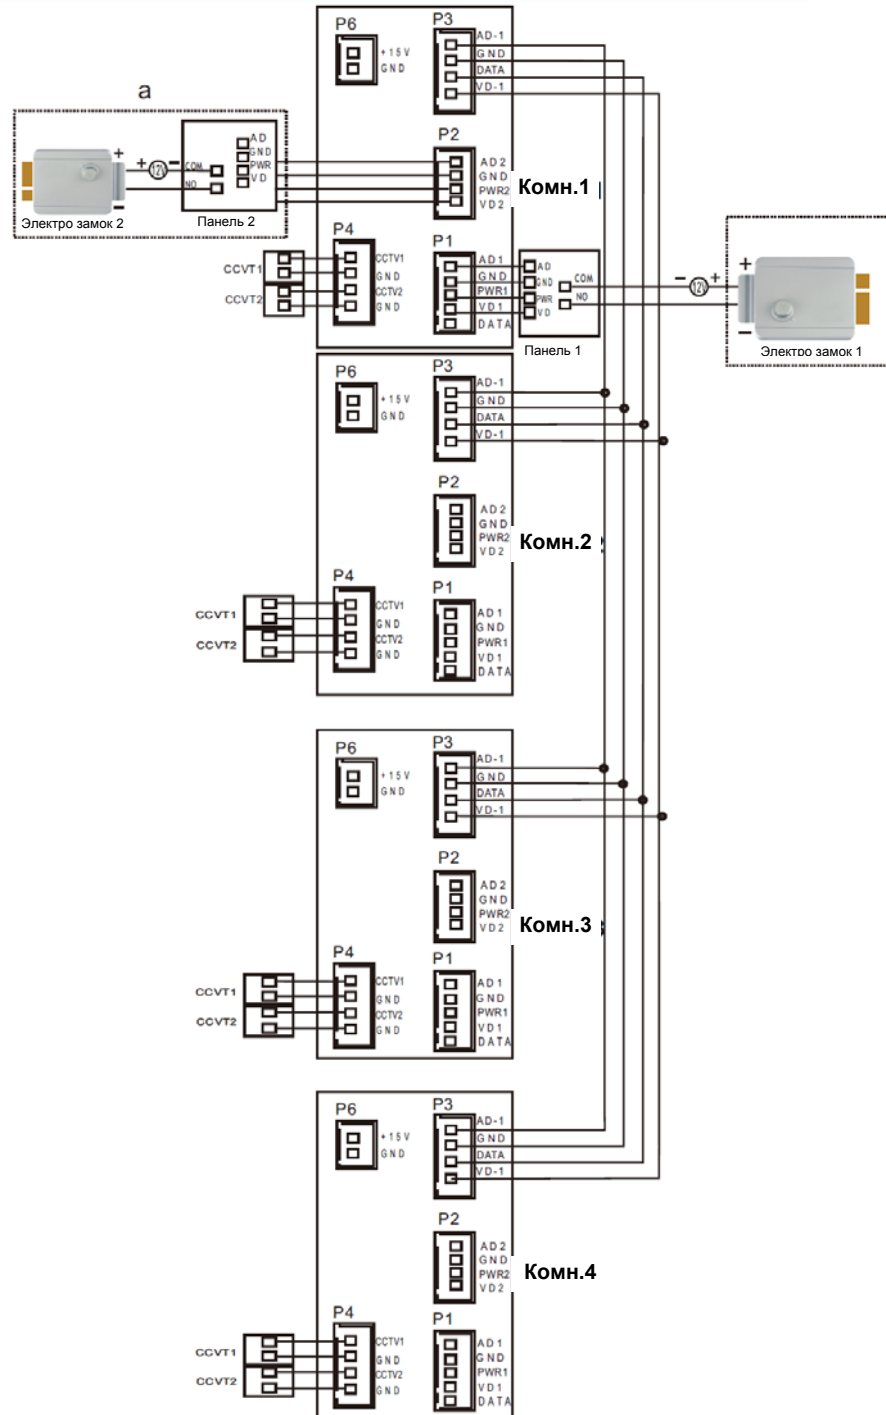 P6
+15V
GND
P3
AD-1
GND
DATA
VD-1
a
+
-
+
12V
-
COM
NO
AD
GND
PWR
VD
Электро замок 2
Панель 2
P2
AD2
GND
PWR2
VD2
Комн.1
P4
CCTV1
GND
CCTV2
GND
CCVT1
CCVT2
P1
AD1
GND
PWR1
VD1
DATA
AD
GND
PWR
VD
COM
NO
Панель 1
-
12V
+
+
-
Электро замок 1
P6
+15V
GND
P3
AD-1
GND
DATA
VD-1
P2
AD2
GND
PWR2
VD2
Комн.2
P4
CCTV1
GND
CCTV2
GND
CCVT1
CCVT2
P1
AD1
GND
PWR1
VD1
DATA
P6
+15V
GND
P3
AD-1
GND
DATA
VD-1
P2
AD2
GND
PWR2
VD2
Комн.3
P4
CCTV1
GND
CCTV2
GND
CCVT1
CCVT2
P1
AD1
GND
PWR1
VD1
DATA
P6
+15V
GND
P3
AD-1
GND
DATA
VD-1
P2
AD2
GND
PWR2
VD2
Комн.4
P4
CCTV1
GND
CCTV2
GND
CCVT1
CCVT2
P1
AD1
GND
PWR1
VD1
DATA